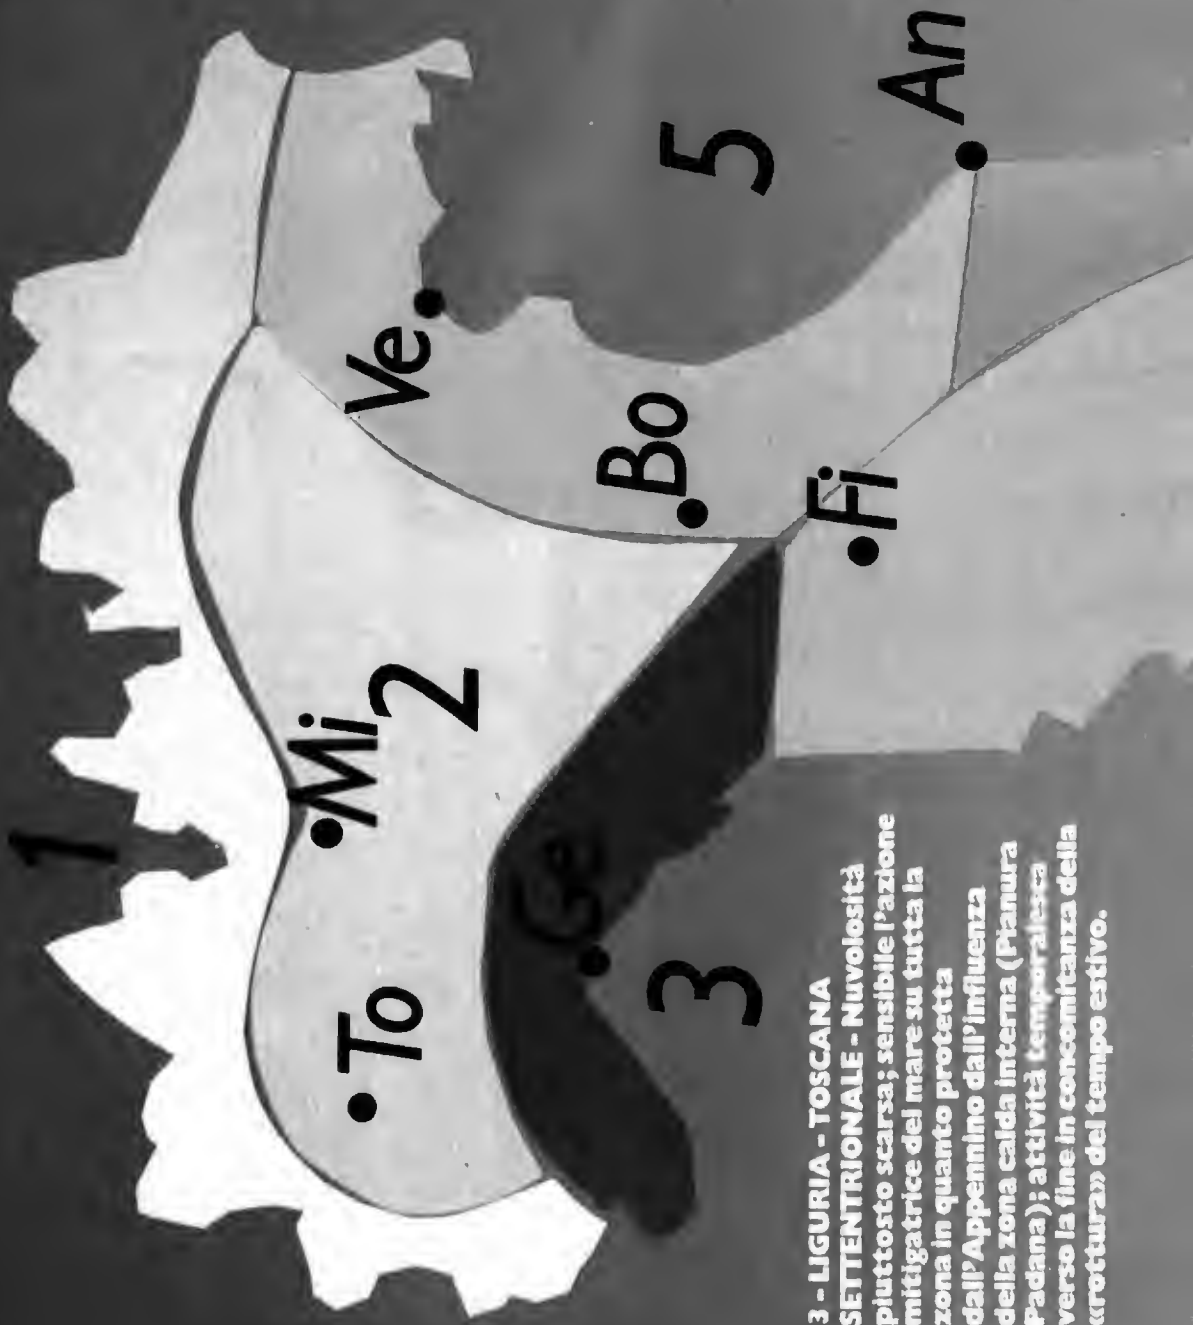 1
To
Mi
2
Ve
Ge
3
Bo
5
Fi
An
3 - LIGURIA - TOSCANA
SETTENTRIONALE - Nuvolosità
piuttosto scarsa; sensibile l'azione
mitigatrice del mare su tutta la
zona in quanto protetta
dall'Appennino dall'influenza
della zona calda interna (Pianura
Padana); attività temporalesca
verso la fine in concomitanza della
«rottura» del tempo estivo.